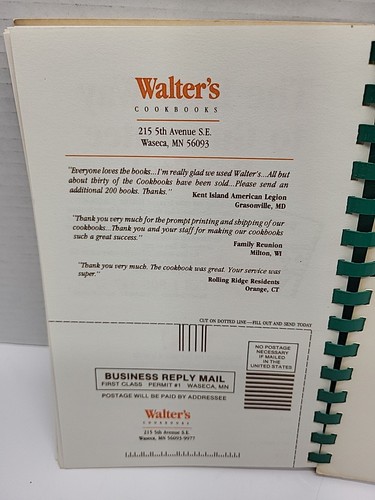 Walter's
COOKBOOKS
215 5th Avenue S.E.
Waseca, MN 56093
"Everyone loves the books...I'm really glad we used Walter's...All but
about thirty of the Cookbooks have been sold...Please send an
additional 200 books. Thanks."
Kent Island American Legion
Grasonville, MD
"Thank you very much for the prompt printing and shipping of our
cookbooks...Thank you and your staff for making our cookbooks
such a great success."
Family Reunion
Milton, WI
"Thank you very much. The cookbook was great. Your service was
super."
Rolling Ridge Residents
Orange, CT
CUT ON DOTTED LINE—FILL OUT AND SEND TODAY
NO POSTAGE
NECESSARY
IF MAILED
IN THE
UNITED STATES
BUSINESS REPLY MAIL
FIRST CLASS PERMIT #1 WASECA, MN
POSTAGE WILL BE PAID BY ADDRESSEE
Walter's
COOKBOOKS
215 5th Avenue S.E.
Waseca, MN 56093-9977